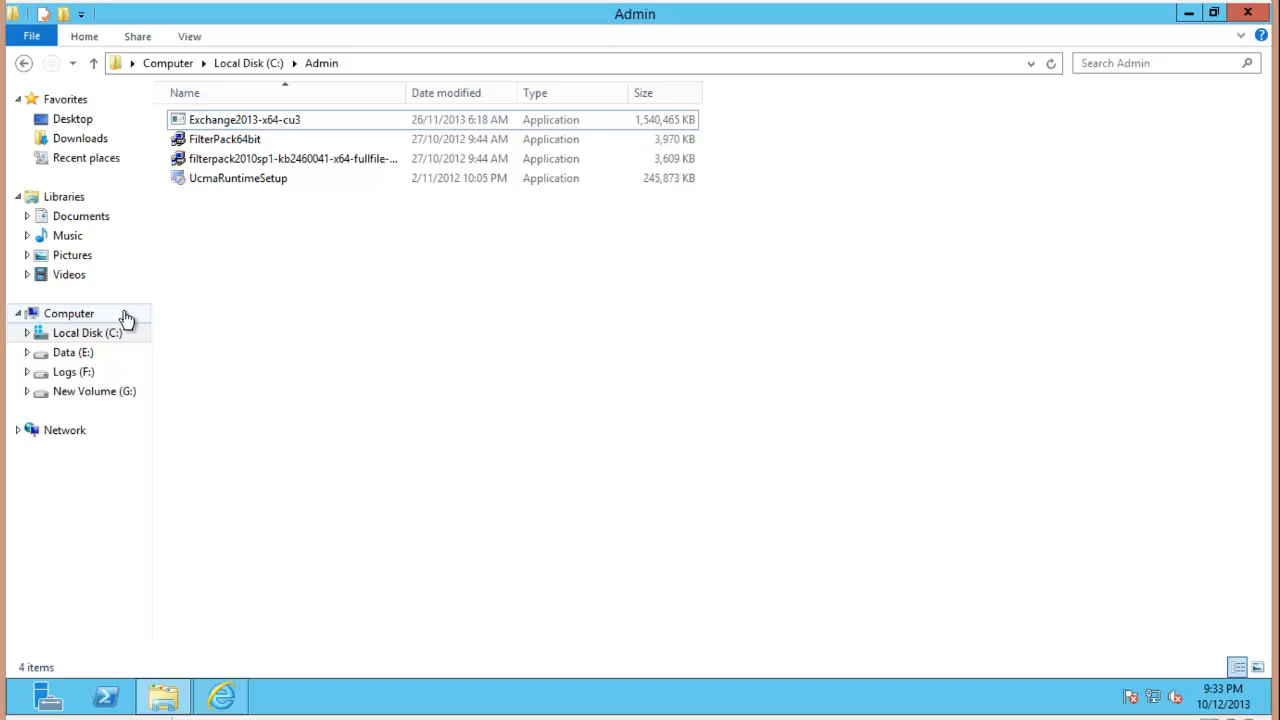 Admin
File Home Share View
Computer Local Disk (C:) Admin Search Admin
Name Date modified Type Size
Exchange2013-x64-cu3 26/11/2013 6:18 AM Application 1,540,465 KB
FilterPack64bit 27/10/2012 9:44 AM Application 3,970 KB
filterpack2010sp1-kb2460041-x64-fullfile-... 27/10/2012 9:44 AM Application 3,609 KB
UcmaRuntimeSetup 2/11/2012 10:05 PM Application 245,873 KB
Favorites
Desktop
Downloads
Recent places
Libraries
Documents
Music
Pictures
Videos
Computer
Local Disk (C:)
Data (E:)
Logs (F:)
New Volume (G:)
Network
4 items
9:33 PM
10/12/2013